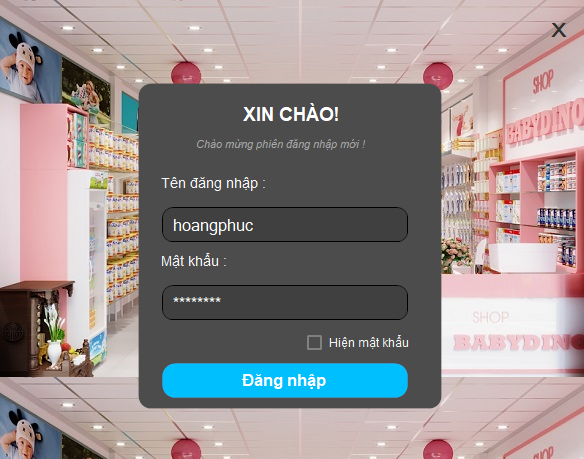 X
SHOP
BABYDINO
XIN CHÀO!
Chào mừng phiên đăng nhập mới !
Tên đăng nhập :
hoangphuc
Mật khẩu :
********
Hiện mật khẩu
Đăng nhập
SHOP
BABYDINO
SHOP